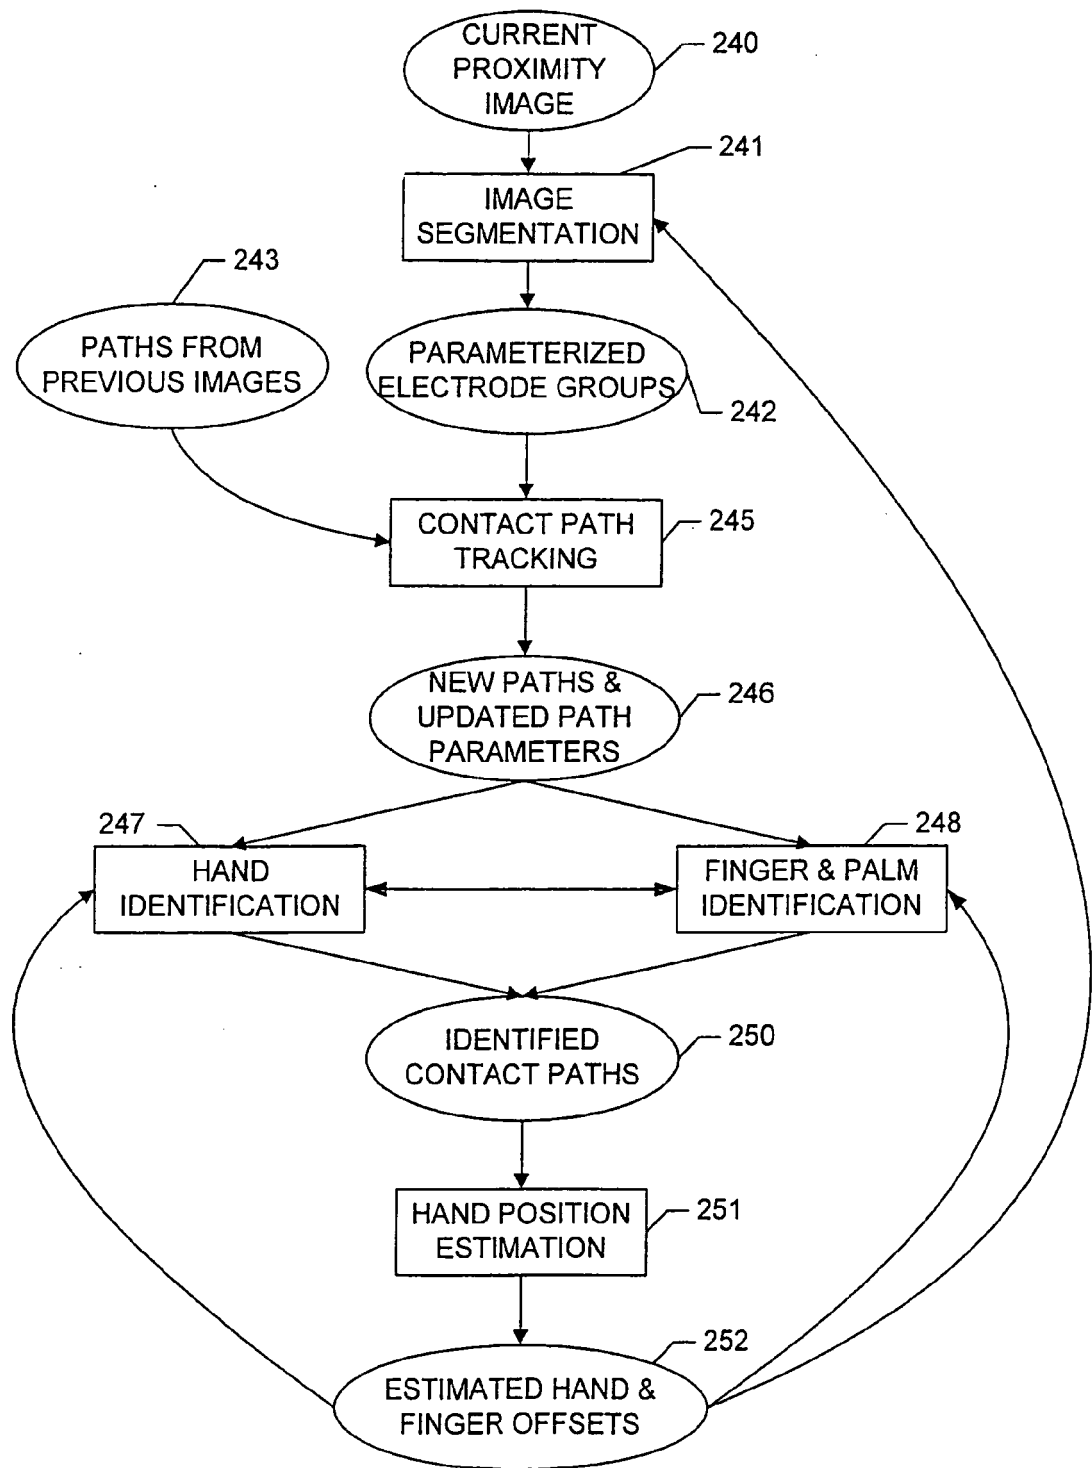 CURRENT
PROXIMITY
IMAGE
240
241
IMAGE
SEGMENTATION
243
PATHS FROM
PREVIOUS IMAGES
PARAMETERIZED
ELECTRODE GROUPS
242
CONTACT PATH
TRACKING
245
NEW PATHS &
UPDATED PATH
PARAMETERS
246
247
HAND
IDENTIFICATION
248
FINGER & PALM
IDENTIFICATION
IDENTIFIED
CONTACT PATHS
250
HAND POSITION
ESTIMATION
251
252
ESTIMATED HAND &
FINGER OFFSETS